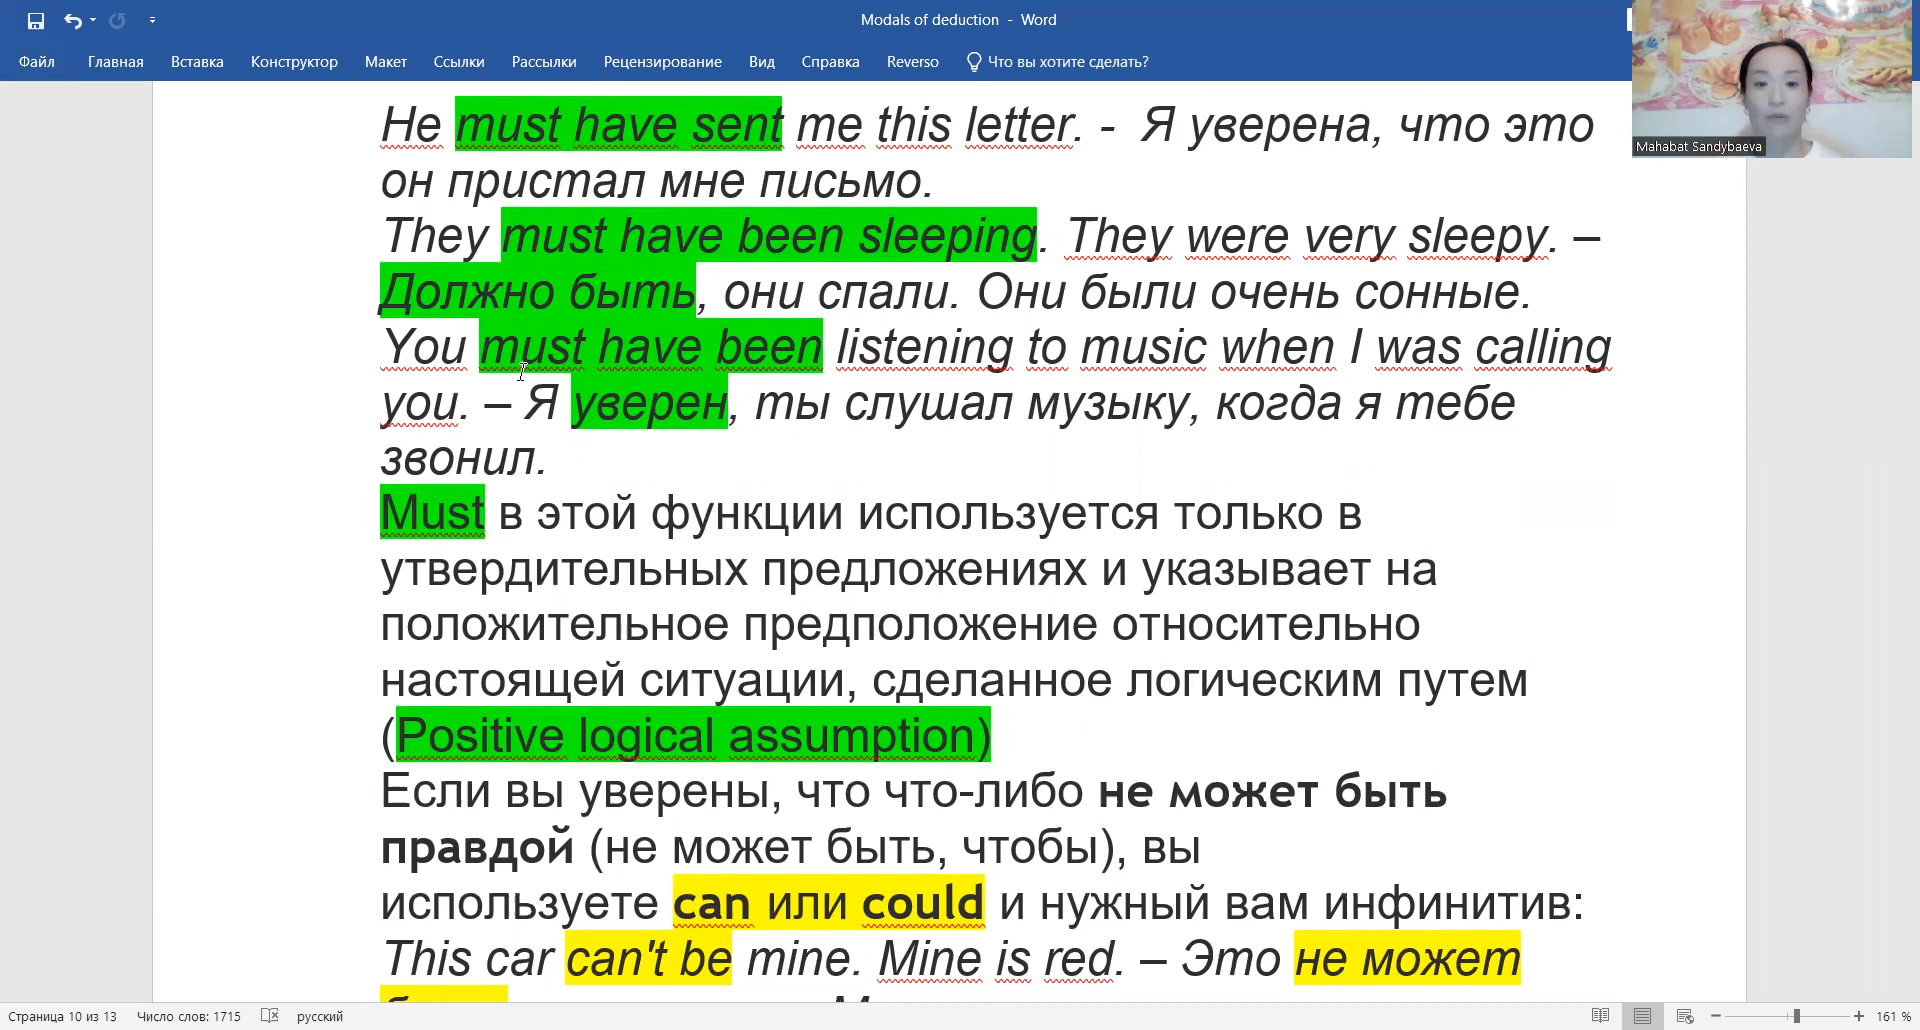 Modals of deduction - Word
Файл Главная Вставка Конструктор Макет Ссылки Рассылки Рецензирование Вид Справка Reverso Что вы хотите сделать?
Mahabat Sandybaeva
He must have sent me this letter. - Я уверена, что это
он пристал мне письмо.
They must have been sleeping. They were very sleepy. –
Должно быть, они спали. Они были очень сонные.
You must have been listening to music when I was calling
you. – Я уверен, ты слушал музыку, когда я тебе
звонил.
Must в этой функции используется только в
утвердительных предложениях и указывает на
положительное предположение относительно
настоящей ситуации, сделанное логическим путем
(Positive logical assumption)
Если вы уверены, что что-либо не может быть
правдой (не может быть, чтобы), вы
используете can или could и нужный вам инфинитив:
This car can't be mine. Mine is red. – Это не может
Страница 10 из 13 Число слов: 1715 русский 161 %